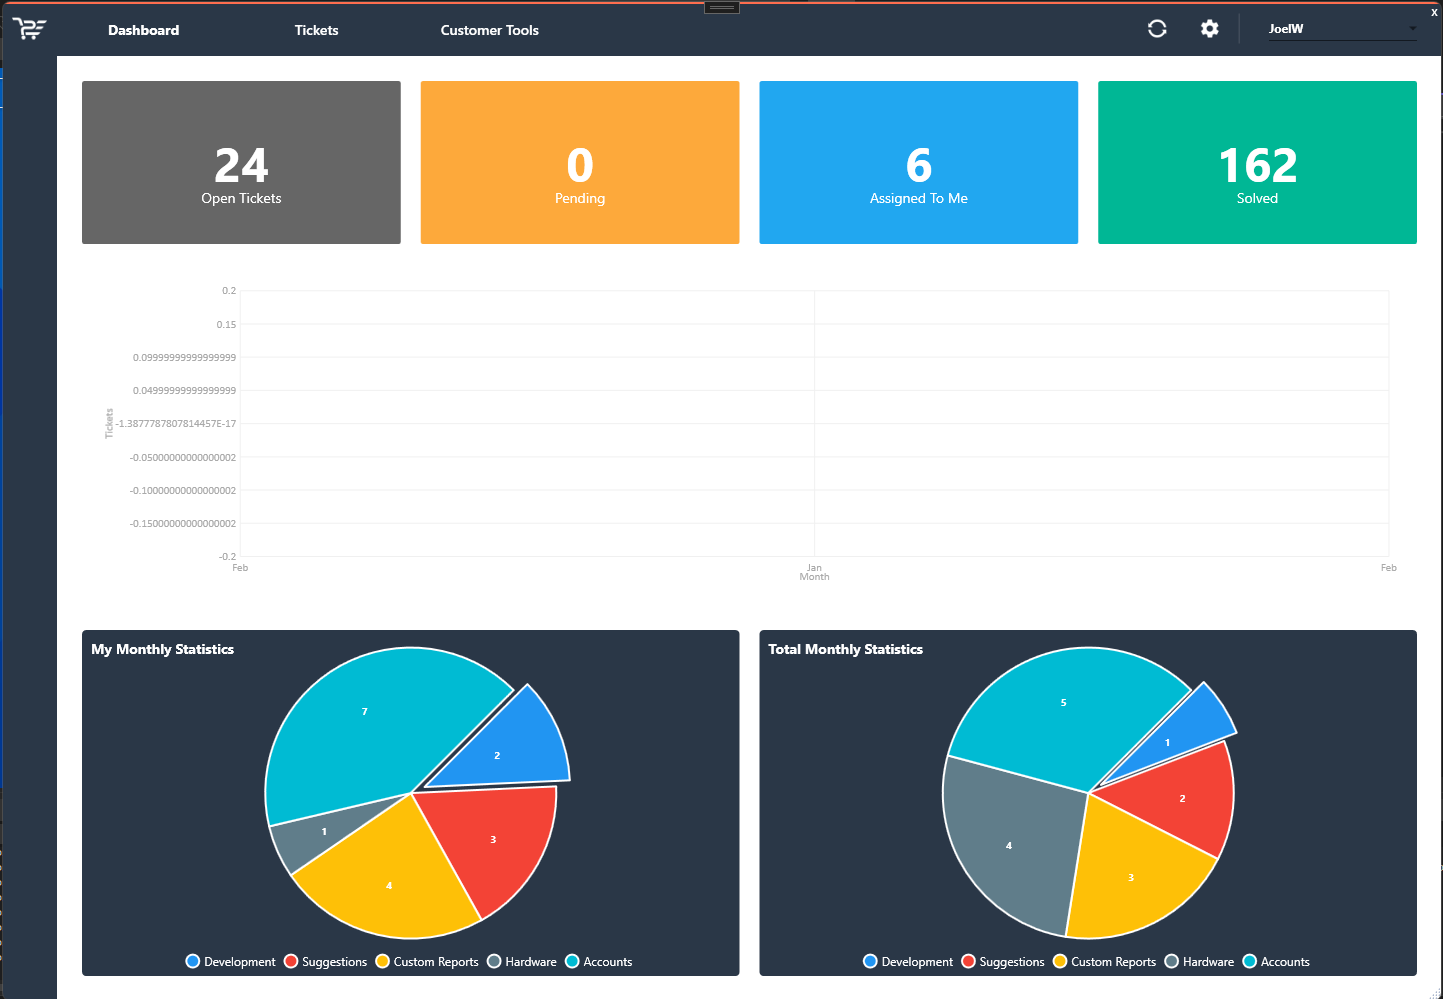 Dashboard Tickets Customer Tools JoelW x
24 0 6 162
Open Tickets Pending Assigned To Me Solved
0.2
0.15
0.09999999999999999
0.04999999999999999
-1.3877787807814457E-17
-0.05000000000000002
-0.10000000000000002
-0.15000000000000002
-0.2
Tickets
Feb Jan Feb
Month
My Monthly Statistics
7
2
1
3
4
Development Suggestions Custom Reports Hardware Accounts
Total Monthly Statistics
5
1
2
4
3
Development Suggestions Custom Reports Hardware Accounts